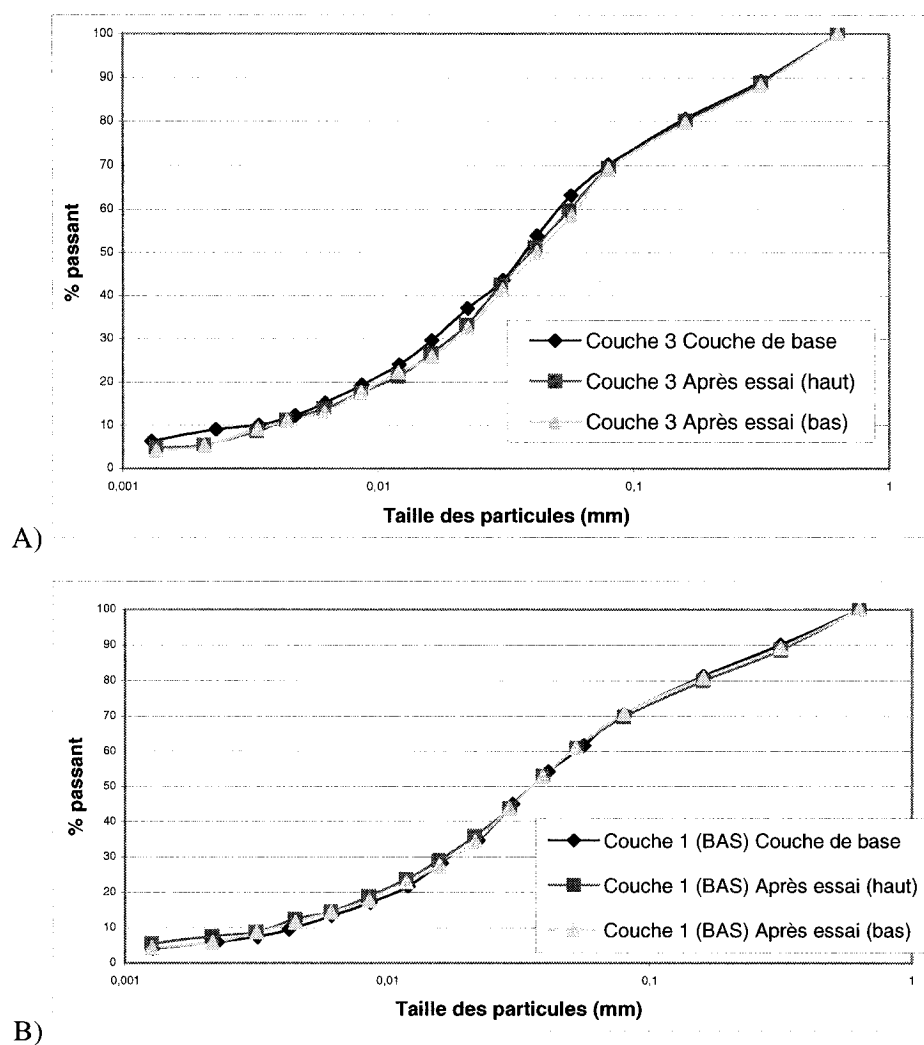 100
90
80
70
60
50
40
30
20
10
0
% passant
Couche 3 Couche de base
Couche 3 Après essai (haut)
Couche 3 Après essai (bas)
0,001
0,01
0,1
1
Taille des particules (mm)
A)
100
90
80
70
60
50
40
30
20
10
0
% passant
Couche 1 (BAS) Couche de base
Couche 1 (BAS) Après essai (haut)
Couche 1 (BAS) Après essai (bas)
0,001
0,01
0,1
1
Taille des particules (mm)
B)